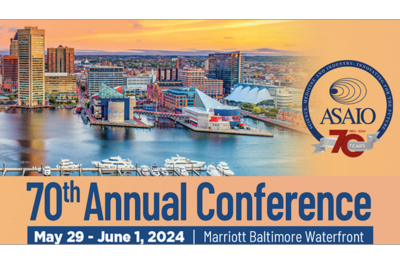 ASAIO
70
YEARS
70th Annual Conference
May 29 - June 1, 2024 | Marriott Baltimore Waterfront